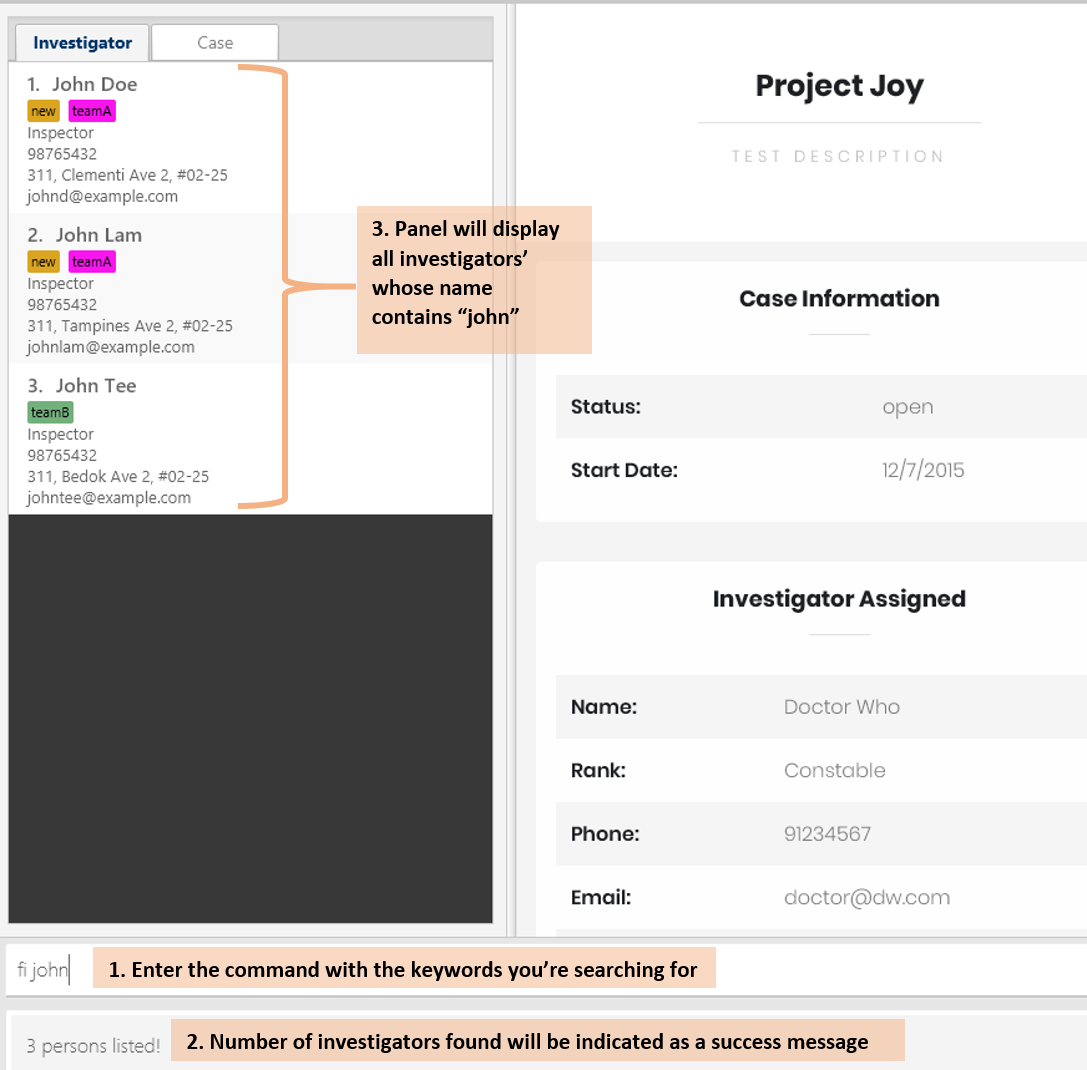 Investigator
Case
1. John Doe
new teamA
Inspector
98765432
311, Clementi Ave 2, #02-25
johnd@example.com
2. John Lam
new teamA
Inspector
98765432
311, Tampines Ave 2, #02-25
johnlam@example.com
3. John Tee
teamB
Inspector
98765432
311, Bedok Ave 2, #02-25
johntee@example.com
3. Panel will display
all investigators’
whose name
contains “john”
Project Joy
TEST DESCRIPTION
Case Information
Status: open
Start Date: 12/7/2015
Investigator Assigned
Name: Doctor Who
Rank: Constable
Phone: 91234567
Email: doctor@dw.com
fi john
1. Enter the command with the keywords you’re searching for
3 persons listed!
2. Number of investigators found will be indicated as a success message